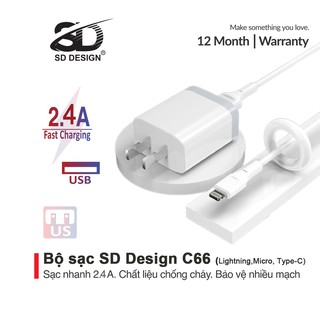 SD
SD DESIGN®
Make something you love.
12 Month | Warranty
2.4A
Fast Charging
USB
US
Bộ sạc SD Design C66 (Lightning,Micro, Type-C)
Sạc nhanh 2.4A. Chất liệu chống cháy. Bảo vệ nhiều mạch